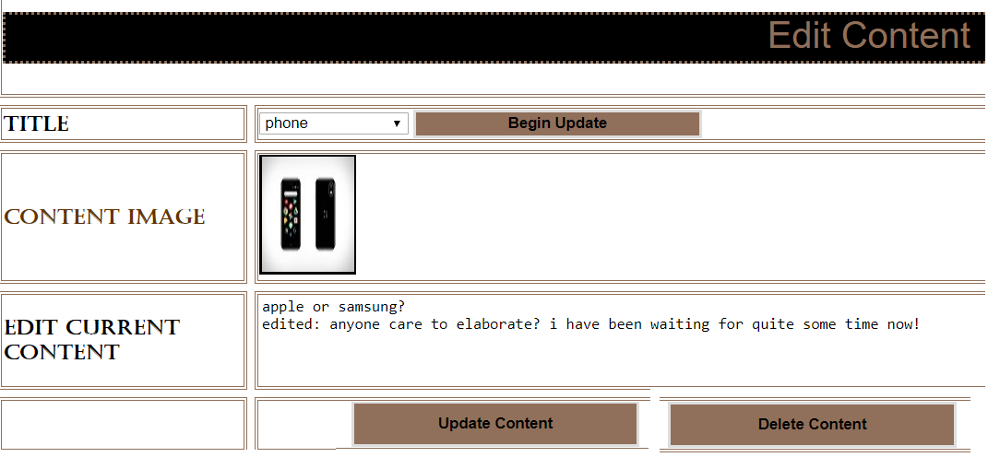 Edit Content
TITLE
phone
Begin Update
CONTENT IMAGE
EDIT CURRENT
CONTENT
apple or samsung?
edited: anyone care to elaborate? i have been waiting for quite some time now!
Update Content
Delete Content